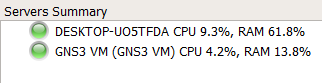 Servers Summary
DESKTOP-UO5TFDA CPU 9.3%, RAM 61.8%
GNS3 VM (GNS3 VM) CPU 4.2%, RAM 13.8%